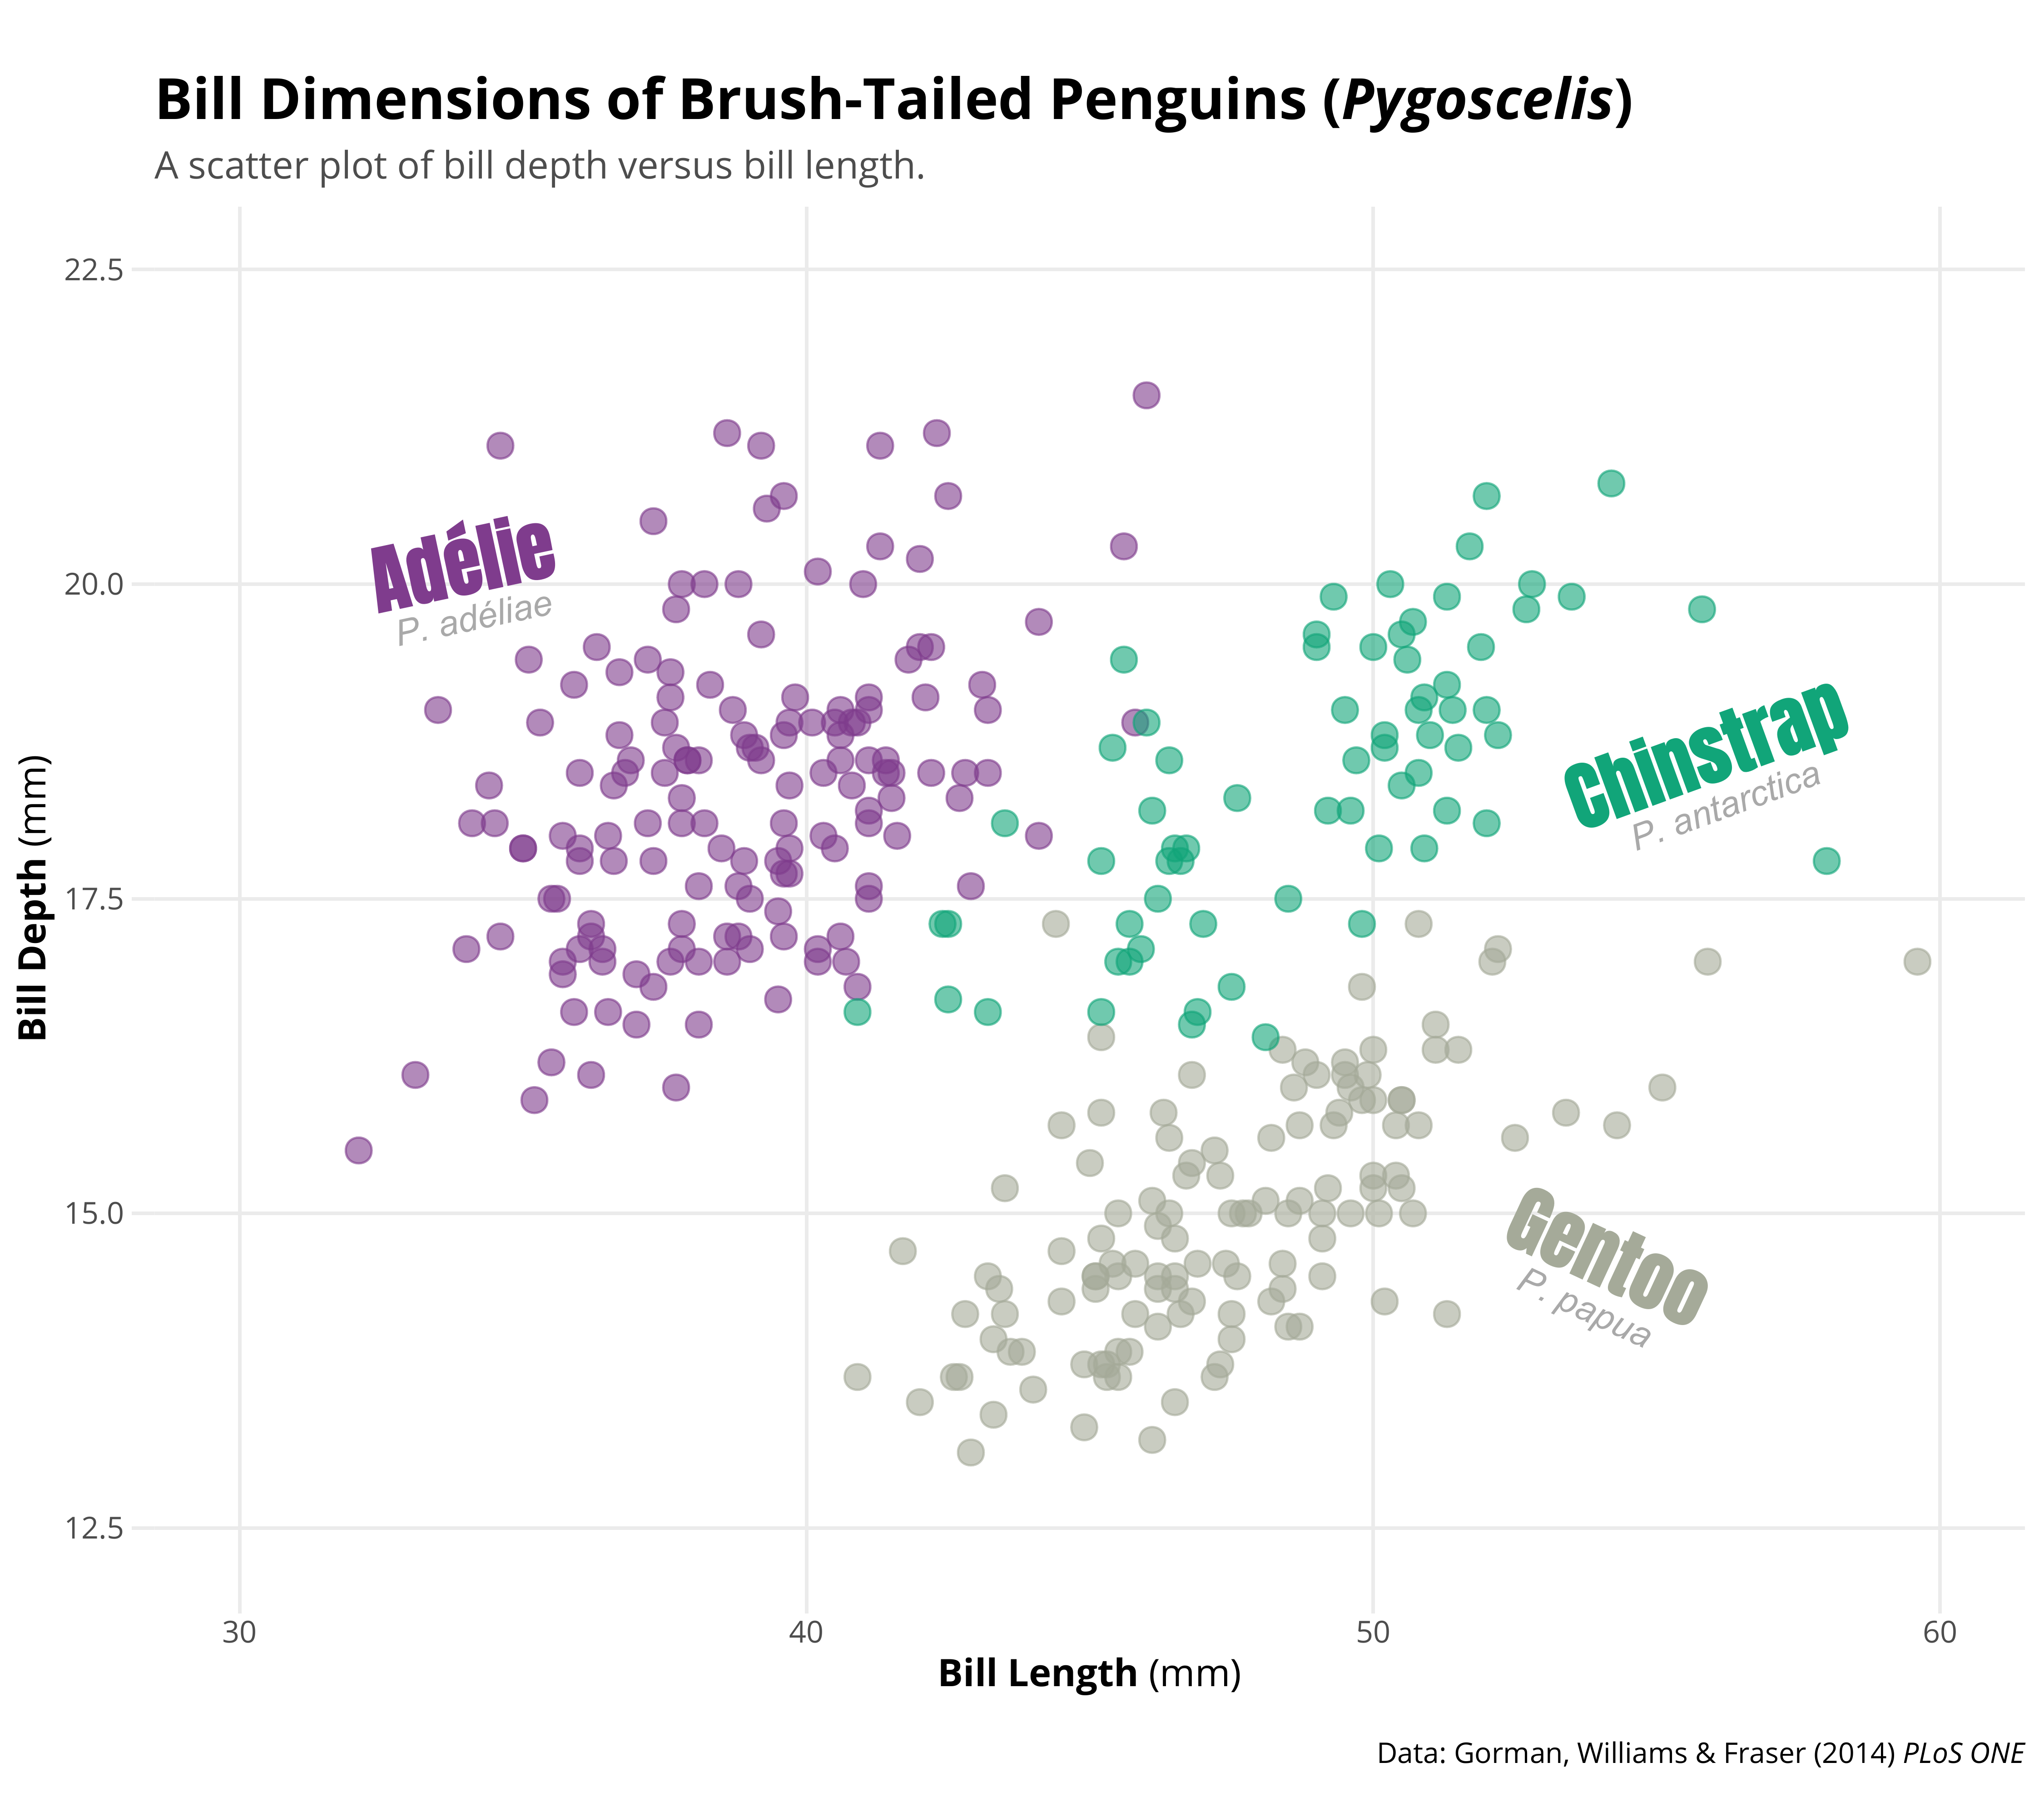 Bill Dimensions of Brush-Tailed Penguins (Pygoscelis)
A scatter plot of bill depth versus bill length.
22.5
20.0
17.5
15.0
12.5
Bill Depth (mm)
Adélie
P. adéliae
Chinstrap
P. antarctica
Gentoo
P. papua
30
40
50
60
Bill Length (mm)
Data: Gorman, Williams & Fraser (2014) PLoS ONE